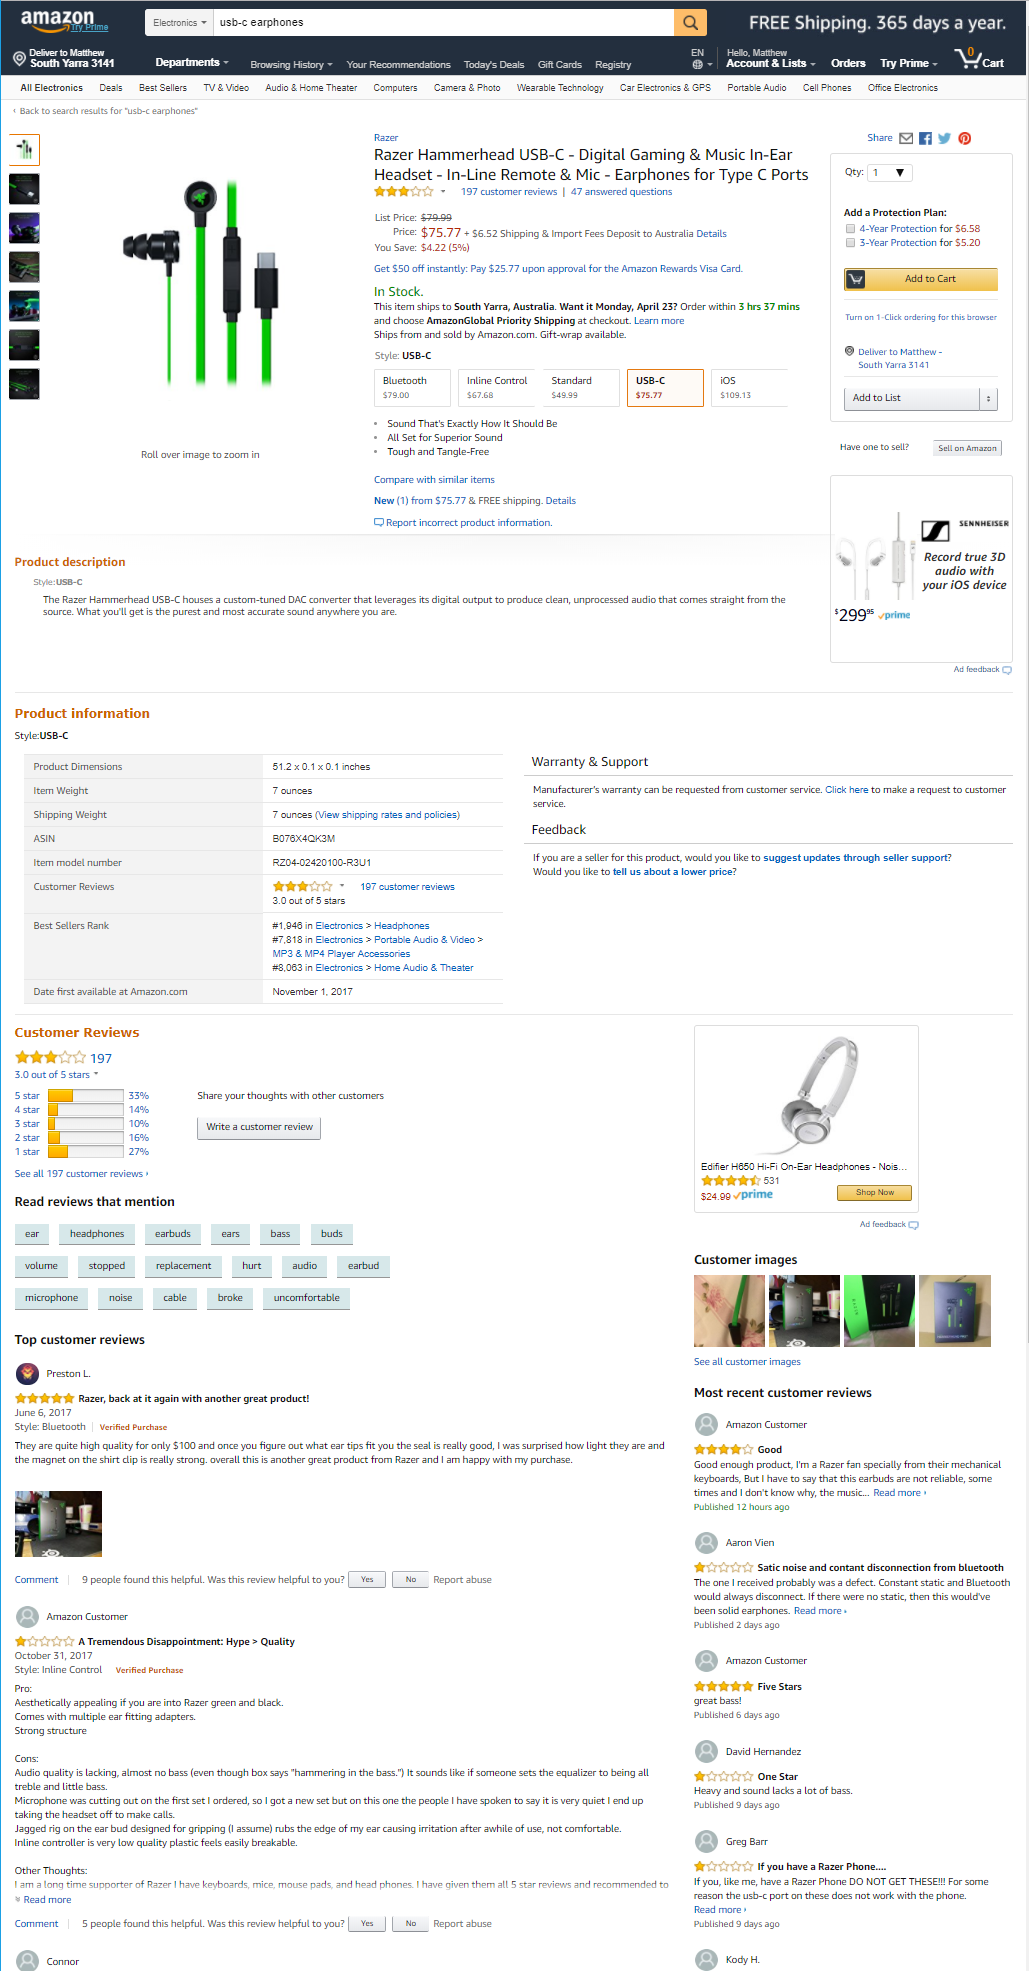 amazon
Try Prime
Electronics
usb-c earphones
FREE Shipping. 365 days a year.
Deliver to Matthew
South Yarra 3141
Departments
Browsing History
Your Recommendations
Today's Deals
Gift Cards
Registry
EN
Hello, Matthew
Account & Lists
Orders
Try Prime
0
Cart
All Electronics
Deals
Best Sellers
TV & Video
Audio & Home Theater
Computers
Camera & Photo
Wearable Technology
Car Electronics & GPS
Portable Audio
Cell Phones
Office Electronics
‹ Back to search results for "usb-c earphones"
Roll over image to zoom in
Razer
Razer Hammerhead USB-C - Digital Gaming & Music In-Ear
Headset - In-Line Remote & Mic - Earphones for Type C Ports
197 customer reviews | 47 answered questions
List Price: $79.99
Price: $75.77 + $6.52 Shipping & Import Fees Deposit to Australia Details
You Save: $4.22 (5%)
Get $50 off instantly: Pay $25.77 upon approval for the Amazon Rewards Visa Card.
In Stock.
This item ships to South Yarra, Australia. Want it Monday, April 23? Order within 3 hrs 37 mins
and choose AmazonGlobal Priority Shipping at checkout. Learn more
Ships from and sold by Amazon.com. Gift-wrap available.
Style: USB-C
Bluetooth
$79.00
Inline Control
$67.68
Standard
$49.99
USB-C
$75.77
iOS
$109.13
• Sound That's Exactly How It Should Be
• All Set for Superior Sound
• Tough and Tangle-Free
Compare with similar items
New (1) from $75.77 & FREE shipping. Details
Report incorrect product information.
Share
Qty: 1
Add a Protection Plan:
4-Year Protection for $6.58
3-Year Protection for $5.20
Add to Cart
Turn on 1-Click ordering for this browser
Deliver to Matthew -
South Yarra 3141
Add to List
Have one to sell?
Sell on Amazon
SENNHEISER
Record true 3D
audio with
your iOS device
$299.95 prime
Ad feedback
Product description
Style:USB-C
The Razer Hammerhead USB-C houses a custom-tuned DAC converter that leverages its digital output to produce clean, unprocessed audio that comes straight from the
source. What you'll get is the purest and most accurate sound anywhere you are.
Product information
Style:USB-C
Product Dimensions 51.2 x 0.1 x 0.1 inches
Item Weight 7 ounces
Shipping Weight 7 ounces (View shipping rates and policies)
ASIN B076X4QK3M
Item model number RZ04-02420100-R3U1
Customer Reviews 197 customer reviews
3.0 out of 5 stars
Best Sellers Rank #1,946 in Electronics > Headphones
#7,818 in Electronics > Portable Audio & Video >
MP3 & MP4 Player Accessories
#8,063 in Electronics > Home Audio & Theater
Date first available at Amazon.com November 1, 2017
Warranty & Support
Manufacturer's warranty can be requested from customer service. Click here to make a request to customer
service.
Feedback
If you are a seller for this product, would you like to suggest updates through seller support?
Would you like to tell us about a lower price?
Customer Reviews
197
3.0 out of 5 stars
5 star 33%
4 star 14%
3 star 10%
2 star 16%
1 star 27%
See all 197 customer reviews ›
Share your thoughts with other customers
Write a customer review
Read reviews that mention
ear
headphones
earbuds
ears
bass
buds
volume
stopped
replacement
hurt
audio
earbud
microphone
noise
cable
broke
uncomfortable
Top customer reviews
Preston L.
Razer, back at it again with another great product!
June 6, 2017
Style: Bluetooth | Verified Purchase
They are quite high quality for only $100 and once you figure out what ear tips fit you the seal is really good, I was surprised how light they are and
the magnet on the shirt clip is really strong. overall this is another great product from Razer and I am happy with my purchase.
Comment | 9 people found this helpful. Was this review helpful to you? Yes No Report abuse
Amazon Customer
A Tremendous Disappointment: Hype > Quality
October 31, 2017
Style: Inline Control Verified Purchase
Pro:
Aesthetically appealing if you are into Razer green and black.
Comes with multiple ear fitting adapters.
Strong structure
Cons:
Audio quality is lacking, almost no bass (even though box says "hammering in the bass.") It sounds like if someone sets the equalizer to being all
treble and little bass.
Microphone was cutting out on the first set I ordered, so I got a new set but on this one the people I have spoken to say it is very quiet I end up
taking the headset off to make calls.
Jagged rig on the ear bud designed for gripping (I assume) rubs the edge of my ear causing irritation after awhile of use, not comfortable.
Inline controller is very low quality plastic feels easily breakable.
Other Thoughts:
I am a long time supporter of Razer I have keyboards, mice, mouse pads, and head phones. I have given them all 5 star reviews and recommended to
Read more
Comment | 5 people found this helpful. Was this review helpful to you? Yes No Report abuse
Connor
Edifier H650 Hi-Fi On-Ear Headphones - Nois...
531
$24.99 prime
Shop Now
Ad feedback
Customer images
See all customer images
Most recent customer reviews
Amazon Customer
Good
Good enough product, I'm a Razer fan specially from their mechanical
keyboards, But I have to say that this earbuds are not reliable, some
times and I don't know why, the music... Read more ›
Published 12 hours ago
Aaron Vien
Satic noise and contant disconnection from bluetooth
The one I received probably was a defect. Constant static and Bluetooth
would always disconnect. If there were no static, then this would've
been solid earphones. Read more ›
Published 2 days ago
Amazon Customer
Five Stars
great bass!
Published 6 days ago
David Hernandez
One Star
Heavy and sound lacks a lot of bass.
Published 9 days ago
Greg Barr
If you have a Razer Phone....
If you, like me, have a Razer Phone DO NOT GET THESE!!! For some
reason the usb-c port on these does not work with the phone.
Read more ›
Published 9 days ago
Kody H.